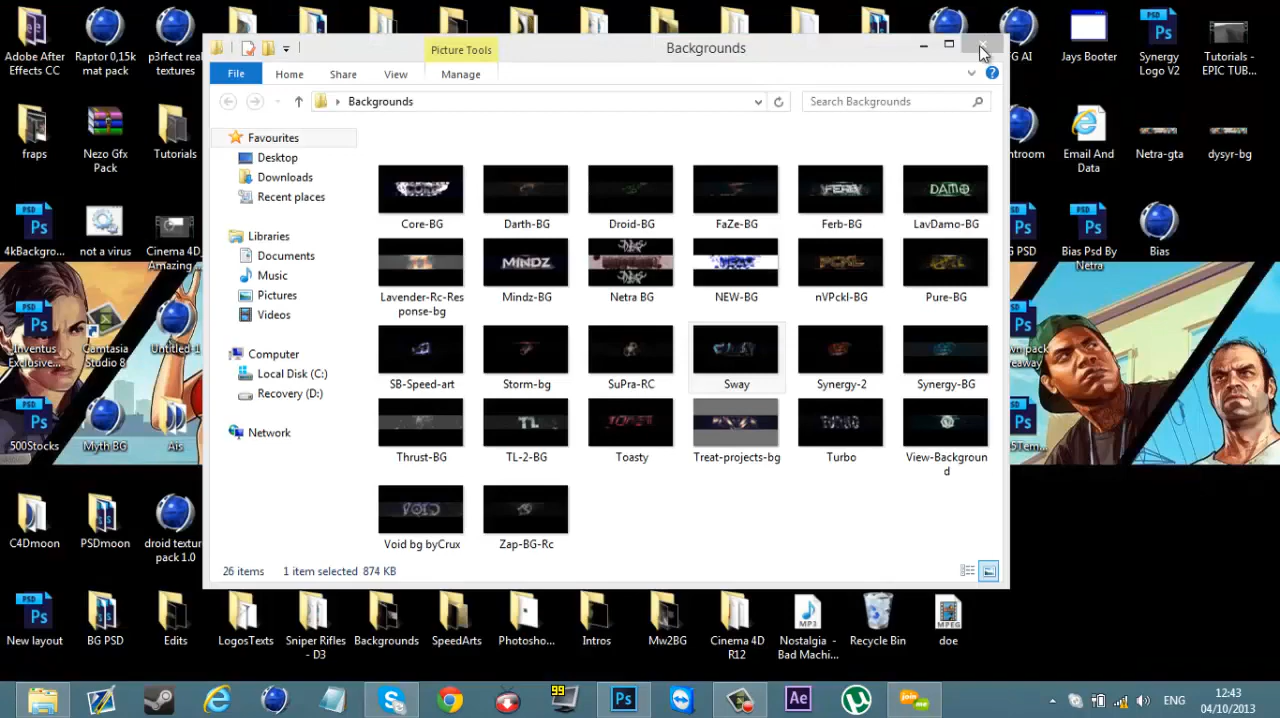 Adobe After
Effects CC
Raptor 0,15k
mat pack
p3rfect real
textures
Jays Booter
Synergy
Logo V2
Tutorials -
EPIC TUB...
Picture Tools
Backgrounds
File
Home
Share
View
Manage
Backgrounds
Search Backgrounds
Favourites
Desktop
Downloads
Recent places
Libraries
Documents
Music
Pictures
Videos
Computer
Local Disk (C:)
Recovery (D:)
Network
Core-BG
Darth-BG
Droid-BG
FaZe-BG
Ferb-BG
LavDamo-BG
Lavender-Rc-Res
ponse-bg
Mindz-BG
Netra BG
NEW-BG
nVPckl-BG
Pure-BG
SB-Speed-art
Storm-bg
SuPra-RC
Sway
Synergy-2
Synergy-BG
Thrust-BG
TL-2-BG
Toasty
Treat-projects-bg
Turbo
View-Backgroun
d
Void bg byCrux
Zap-BG-Rc
26 items
1 item selected 874 KB
fraps
Nezo Gfx
Pack
Tutorials
Email And
Data
Netra-gta
dysyr-bg
4kBackgro...
not a virus
Cinema 4D
Amazing
Bias Psd By
Netra
Bias
Inventus
Exclusive...
Camtasia
Studio 8
Untitled-1
500Stocks
Myth BG
Ais
C4Dmoon
PSDmoon
droid textur
pack 1.0
New layout
BG PSD
Edits
LogosTexts
Sniper Rifles
- D3
Backgrounds
SpeedArts
Photosho...
Intros
Mw2BG
Cinema 4D
R12
Nostalgia -
Bad Machi...
Recycle Bin
doe
99
ENG
12:43
04/10/2013